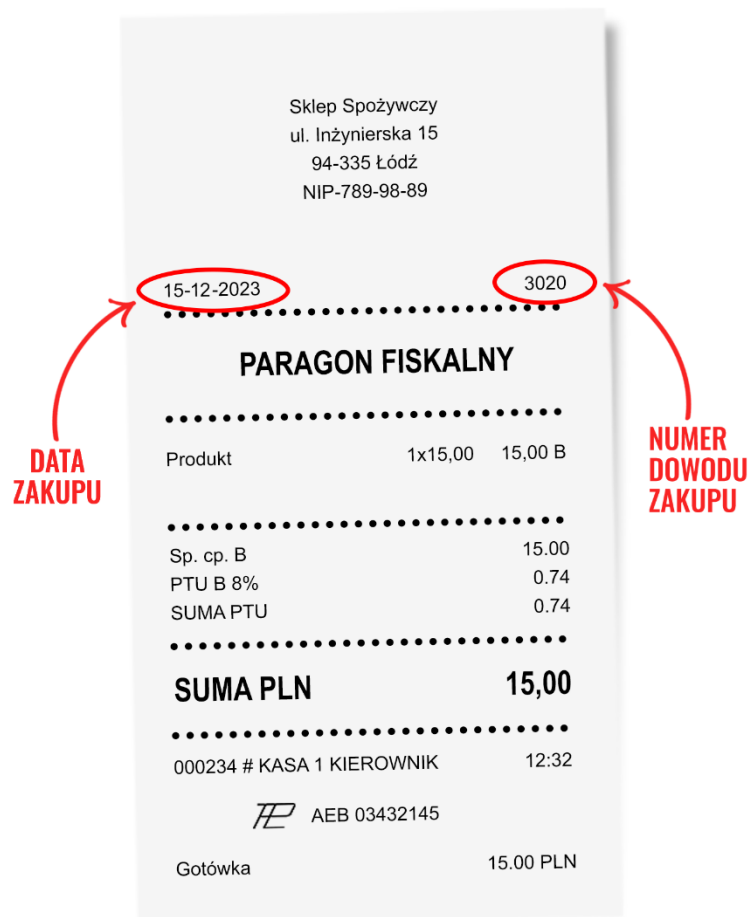 Sklep Spożywczy
ul. Inżynierska 15
94-335 Łódź
NIP-789-98-89
15-12-2023 3020
PARAGON FISKALNY
Produkt 1x15,00 15,00 B
DATA
ZAKUPU
NUMER
DOWODU
ZAKUPU
Sp. cp. B 15.00
PTU B 8% 0.74
SUMA PTU 0.74
SUMA PLN 15,00
000234 # KASA 1 KIEROWNIK 12:32
AEB 03432145
Gotówka 15.00 PLN